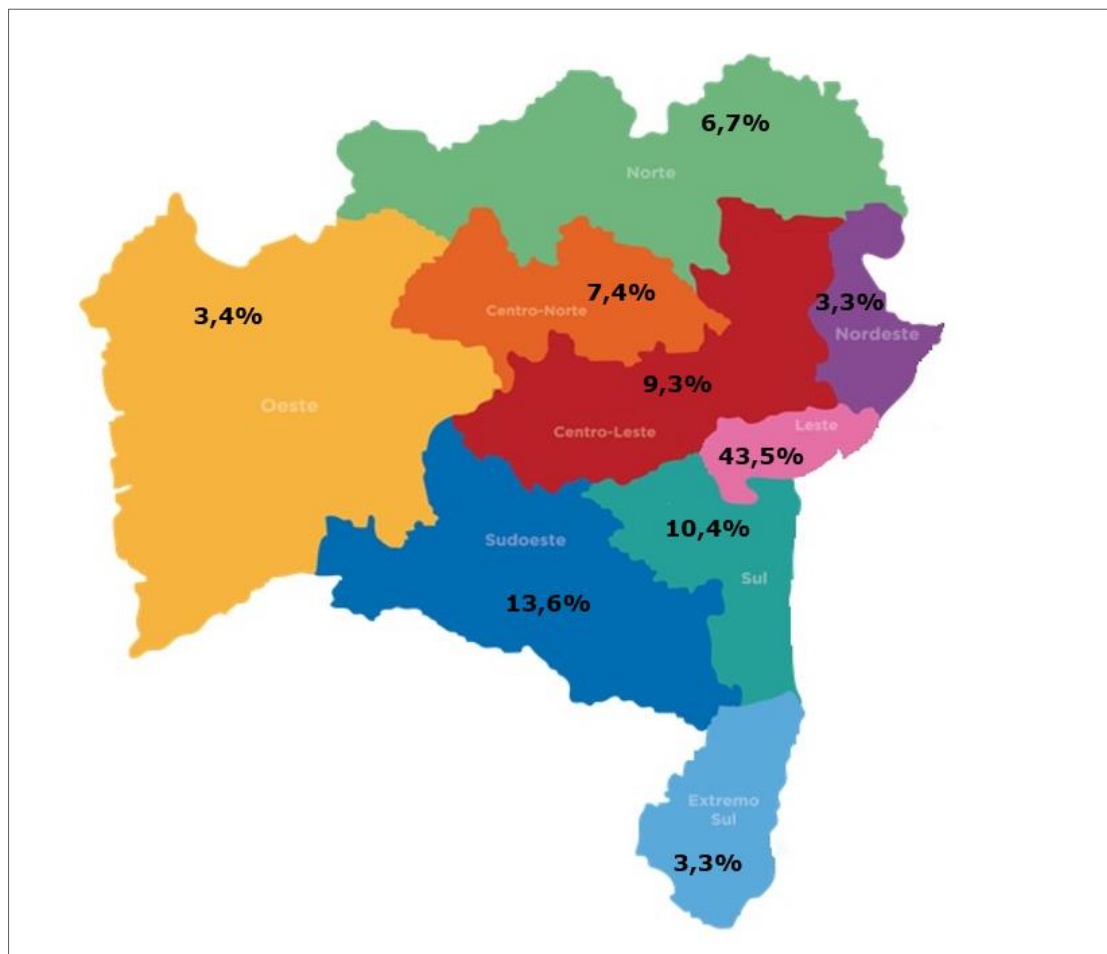 6,7%
Norte
7,4%
Centro-Norte
3,4%
Oeste
3,3%
Nordeste
9,3%
Centro-Leste
Leste
43,5%
10,4%
Sul
Sudoeste
13,6%
Extremo
Sul
3,3%